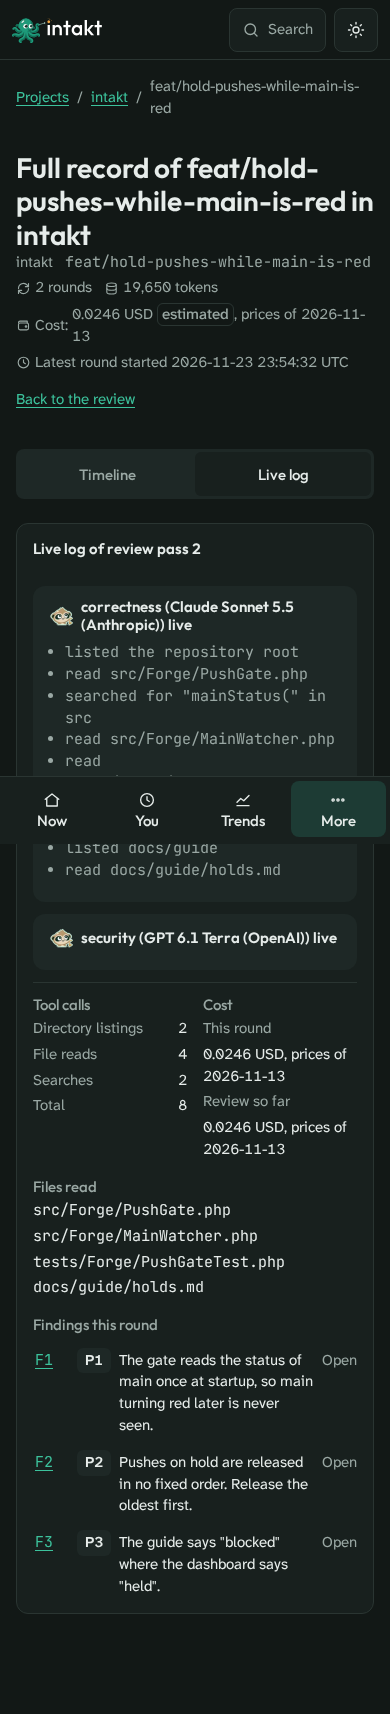 intakt
Search
Projects / intakt / feat/hold-pushes-while-main-is-
red
Full record of feat/hold-
pushes-while-main-is-red in
intakt
intakt feat/hold-pushes-while-main-is-red
2 rounds 19,650 tokens
Cost: 0.0246 USD estimated, prices of 2026-11-
13
Latest round started 2026-11-23 23:54:32 UTC
Back to the review
Timeline Live log
Live log of review pass 2
correctness (Claude Sonnet 5.5
(Anthropic)) live
• listed the repository root
• read src/Forge/PushGate.php
• searched for "mainStatus(" in
src
• read src/Forge/MainWatcher.php
• read
Now You Trends More
• listed docs/guide
• read docs/guide/holds.md
security (GPT 6.1 Terra (OpenAI)) live
Tool calls
Directory listings 2
File reads 4
Searches 2
Total 8
Cost
This round
0.0246 USD, prices of
2026-11-13
Review so far
0.0246 USD, prices of
2026-11-13
Files read
src/Forge/PushGate.php
src/Forge/MainWatcher.php
tests/Forge/PushGateTest.php
docs/guide/holds.md
Findings this round
F1 P1 The gate reads the status of Open
main once at startup, so main
turning red later is never
seen.
F2 P2 Pushes on hold are released Open
in no fixed order. Release the
oldest first.
F3 P3 The guide says "blocked" Open
where the dashboard says
"held".